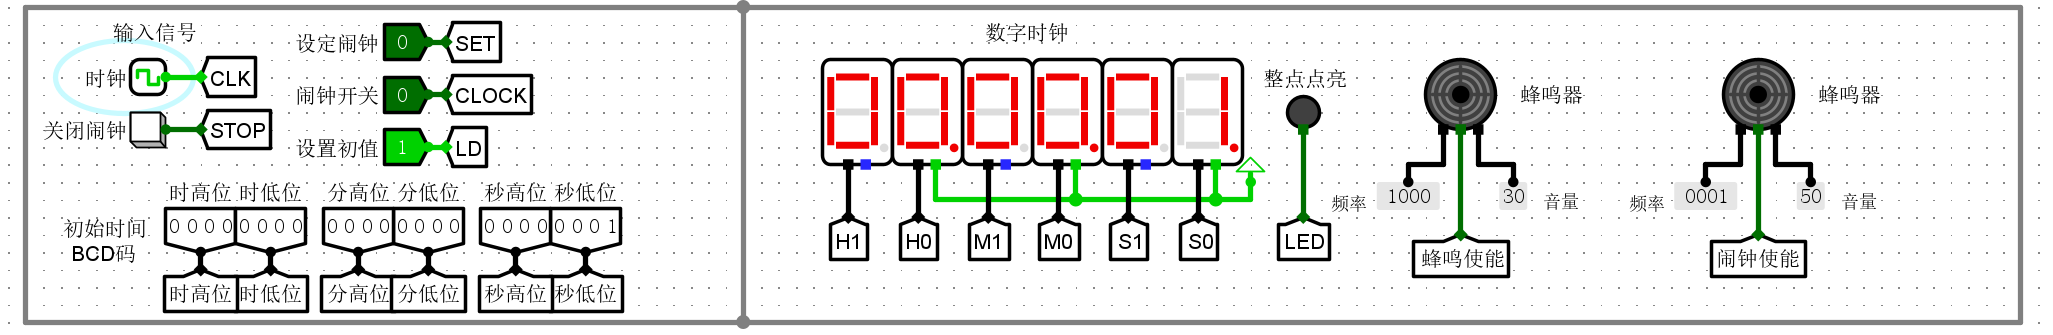 输入信号
时钟 CLK
关闭闹钟 STOP
设定闹钟 0 SET
闹钟开关 0 CLOCK
设置初值 1 LD
时高位 时低位 分高位 分低位 秒高位 秒低位
初始时间
BCD码
0 0 0 0 0 0 0 0 0 0 0 0 0 0 0 0 0 0 0 0 0 0 0 1
时高位 时低位 分高位 分低位 秒高位 秒低位
数字时钟
0 0. 0 0. 0 1.
H1 H0 M1 M0 S1 S0
整点点亮
LED
蜂鸣器
频率 1000 30 音量
蜂鸣使能
蜂鸣器
频率 0001 50 音量
闹钟使能